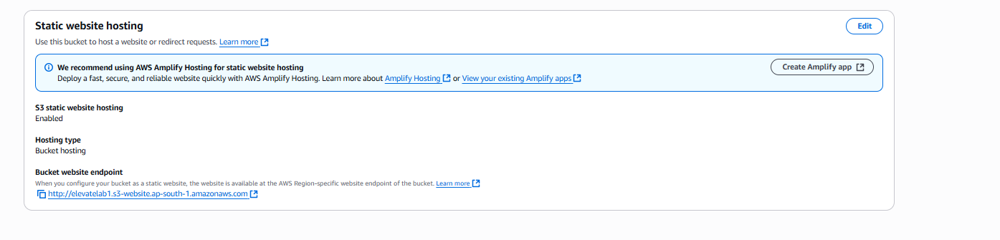 Static website hosting
Edit
Use this bucket to host a website or redirect requests. Learn more
We recommend using AWS Amplify Hosting for static website hosting
Create Amplify app
Deploy a fast, secure, and reliable website quickly with AWS Amplify Hosting. Learn more about Amplify Hosting or View your existing Amplify apps
S3 static website hosting
Enabled
Hosting type
Bucket hosting
Bucket website endpoint
When you configure your bucket as a static website, the website is available at the AWS Region-specific website endpoint of the bucket. Learn more
http://elevatelab1.s3-website.ap-south-1.amazonaws.com